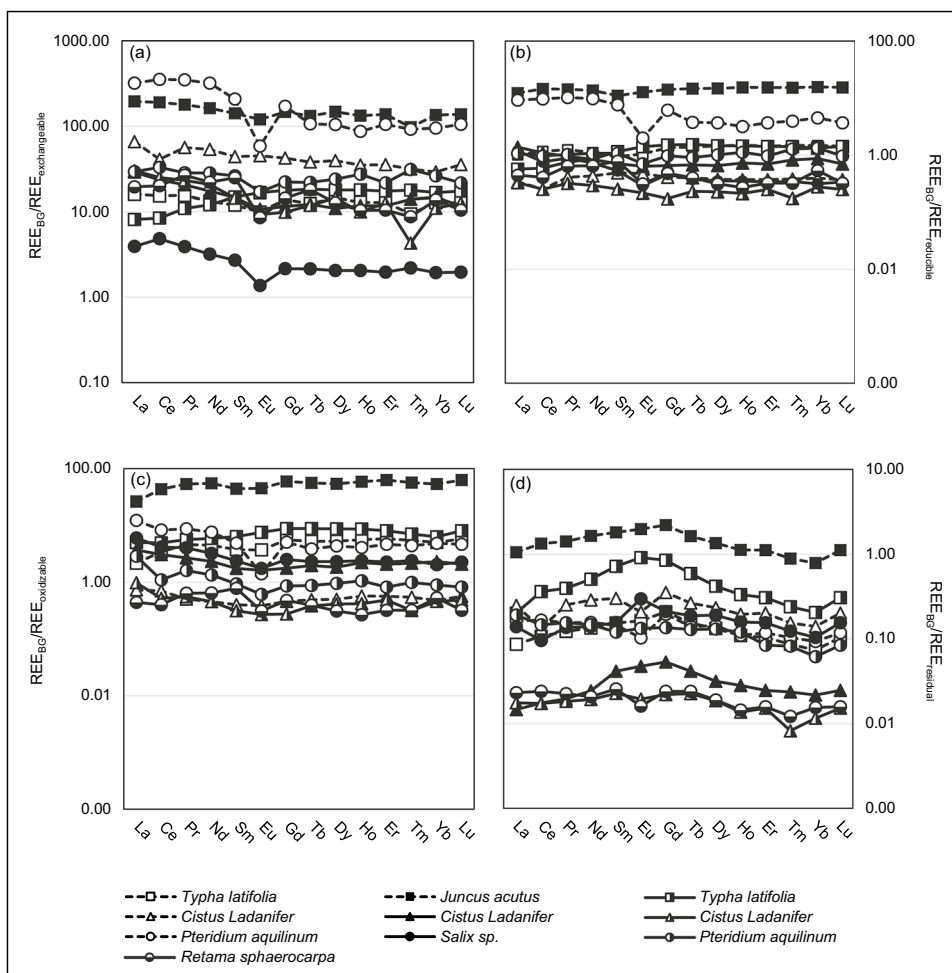 (a)
1000.00
100.00
10.00
1.00
0.10
REE_BG/REE_exchangeable
La Ce Pr Nd Sm Eu Gd Tb Dy Ho Er Tm Yb Lu
(b)
100.00
1.00
0.01
0.00
REE_BG/REE_reducible
La Ce Pr Nd Sm Eu Gd Tb Dy Ho Er Tm Yb Lu
(c)
100.00
1.00
0.01
0.00
REE_BG/REE_oxidizable
La Ce Pr Nd Sm Eu Gd Tb Dy Ho Er Tm Yb Lu
(d)
10.00
1.00
0.10
0.01
0.00
REE_BG/REE_residual
La Ce Pr Nd Sm Eu Gd Tb Dy Ho Er Tm Yb Lu
Typha latifolia Juncus acutus Typha latifolia
Cistus Ladanifer Cistus Ladanifer Cistus Ladanifer
Pteridium aquilinum Salix sp. Pteridium aquilinum
Retama sphaerocarpa